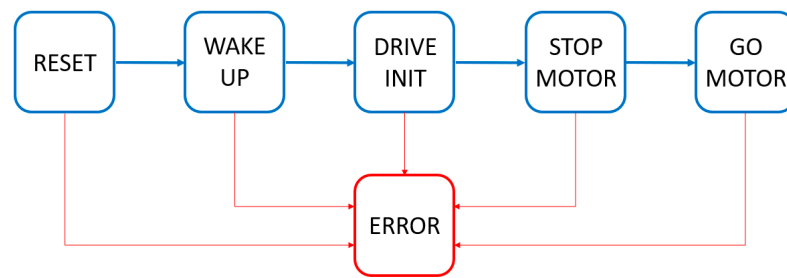 RESET
WAKE
UP
DRIVE
INIT
STOP
MOTOR
GO
MOTOR
ERROR